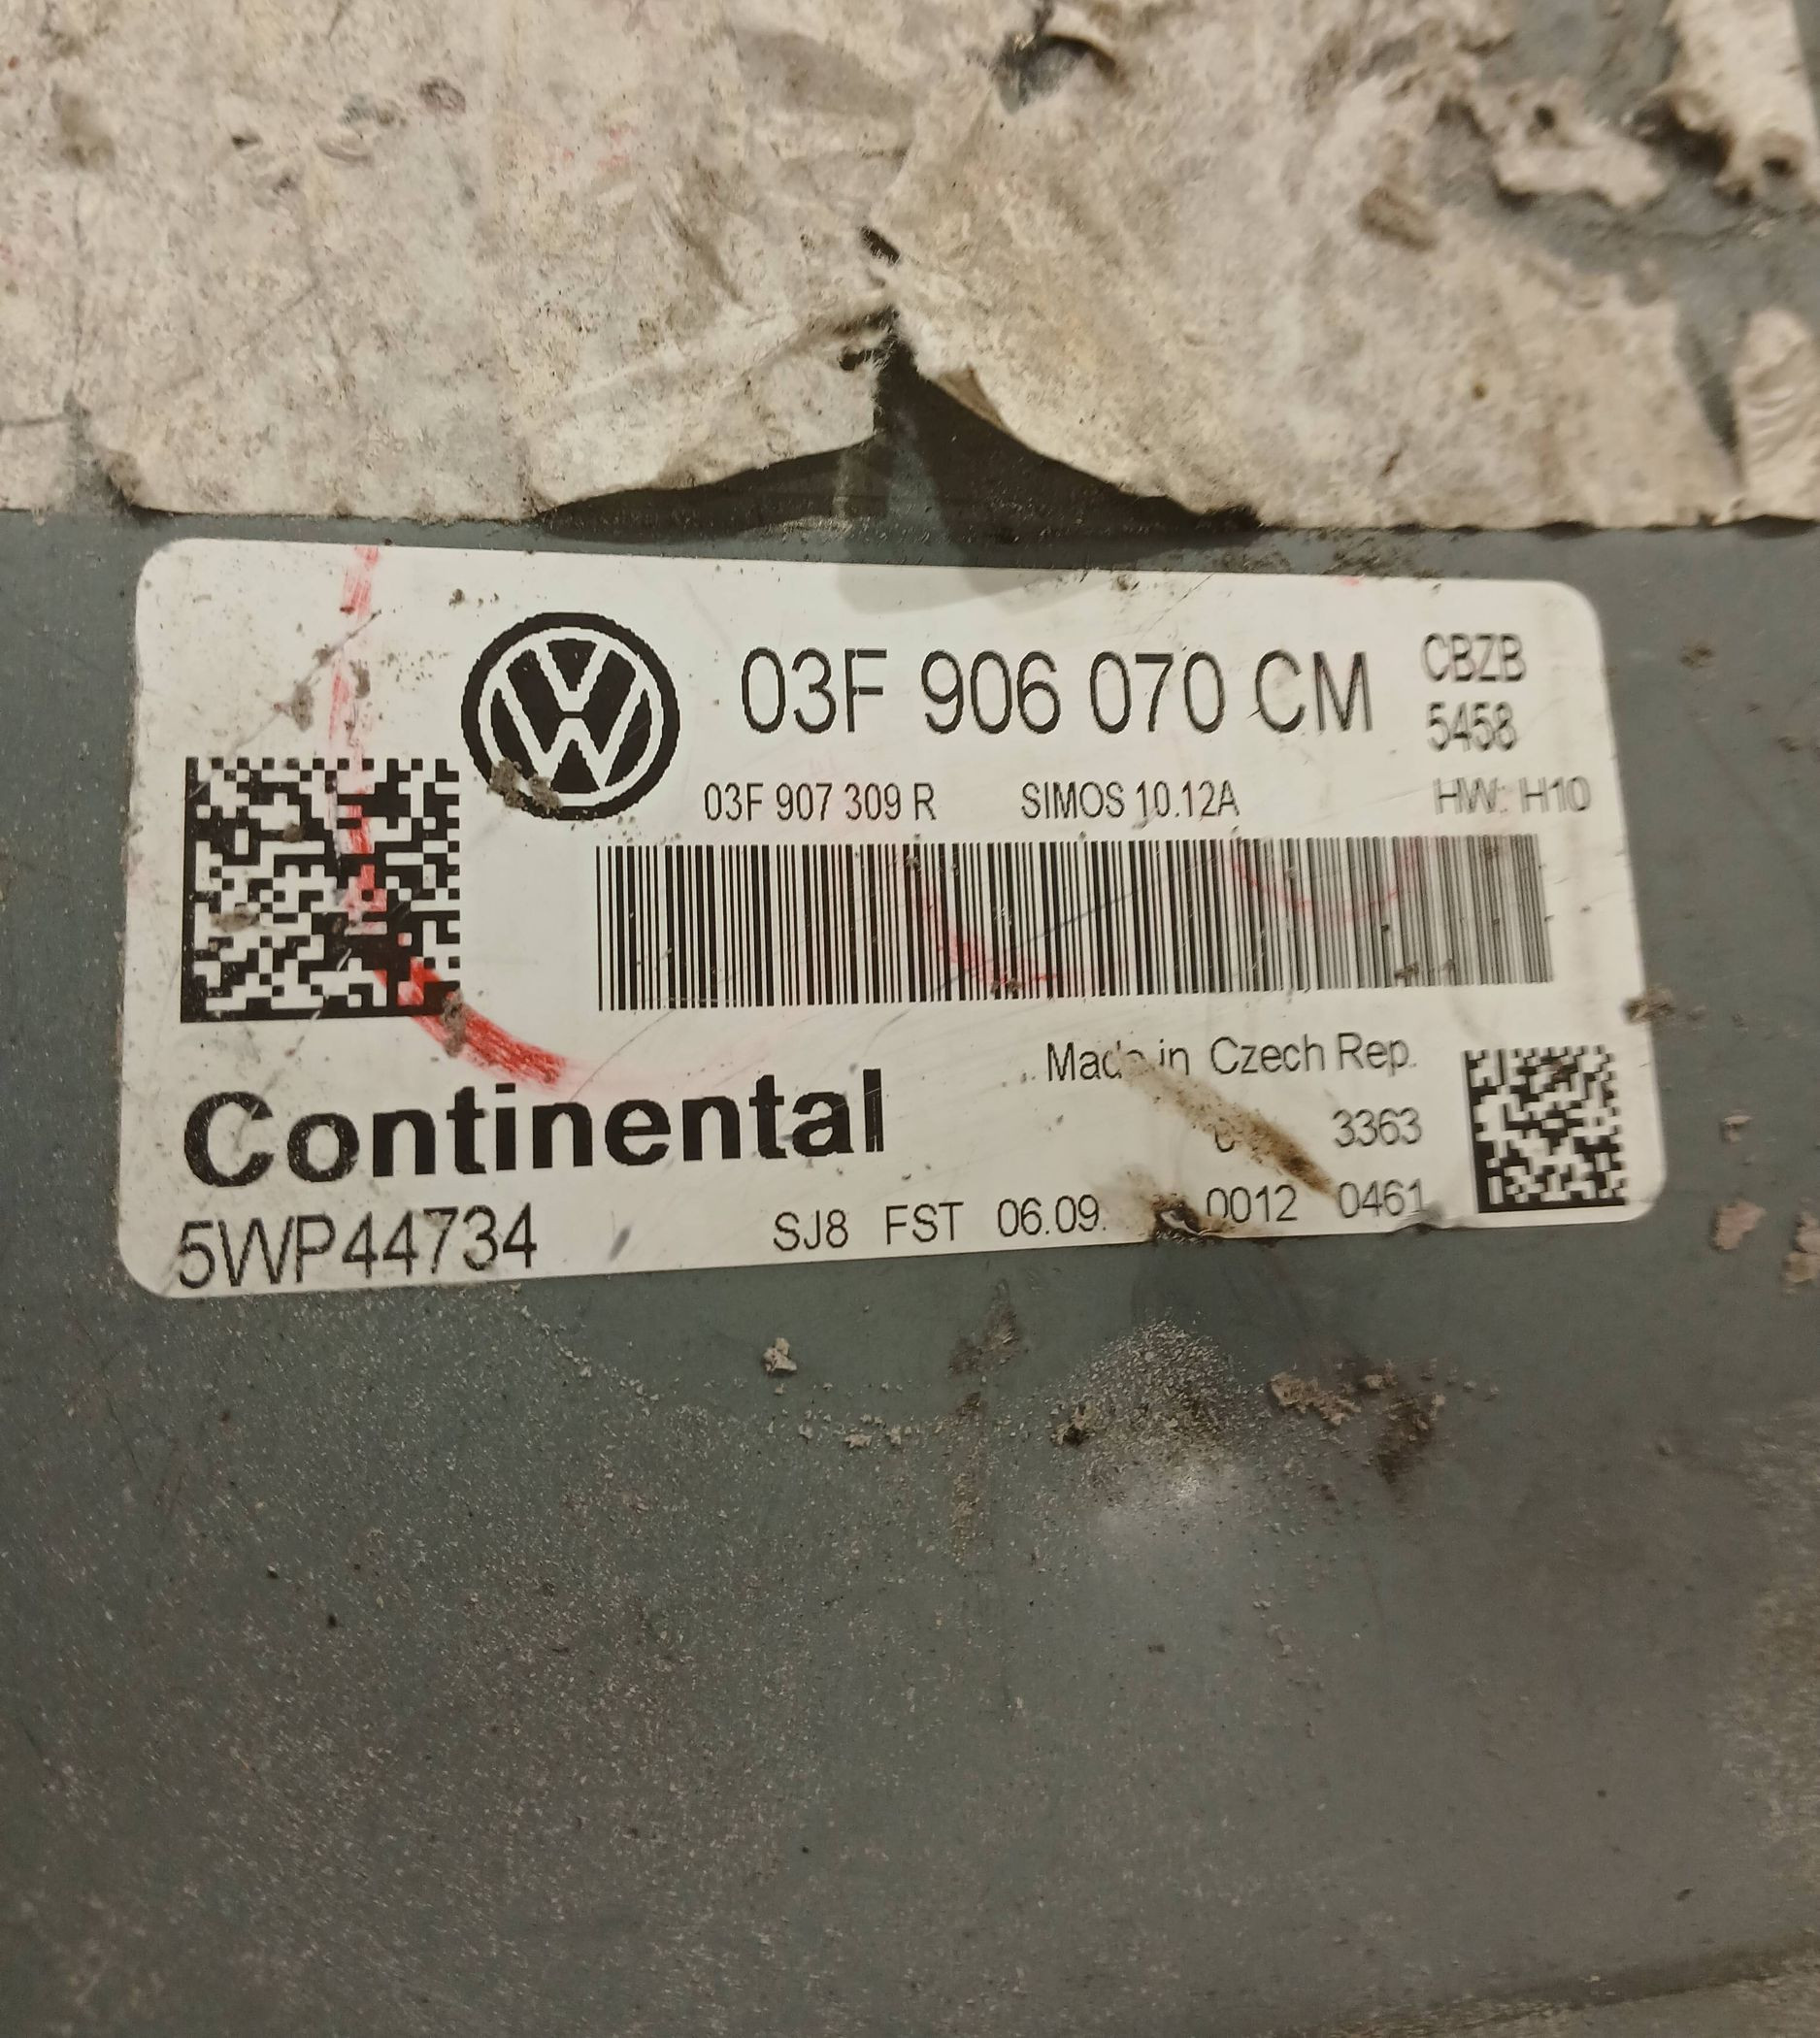 03F 906 070 CM CBZB
5458
03F 907 309 R SIMOS 10.12A HW: H10
Made in Czech Rep.
Continental
3363
5WP44734 SJ8 FST 06.09. 0012 0461